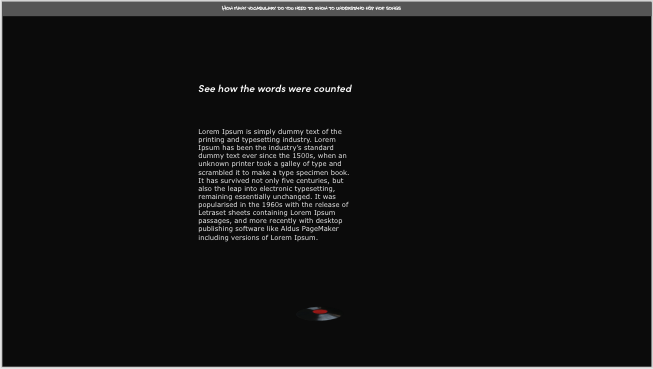 How many vocabulary do you need to know to understand her hop songs
See how the words were counted
Lorem Ipsum is simply dummy text of the
printing and typesetting industry. Lorem
Ipsum has been the industry's standard
dummy text ever since the 1500s, when an
unknown printer took a galley of type and
scrambled it to make a type specimen book.
It has survived not only five centuries, but
also the leap into electronic typesetting,
remaining essentially unchanged. It was
popularised in the 1960s with the release of
Letraset sheets containing Lorem Ipsum
passages, and more recently with desktop
publishing software like Aldus PageMaker
including versions of Lorem Ipsum.